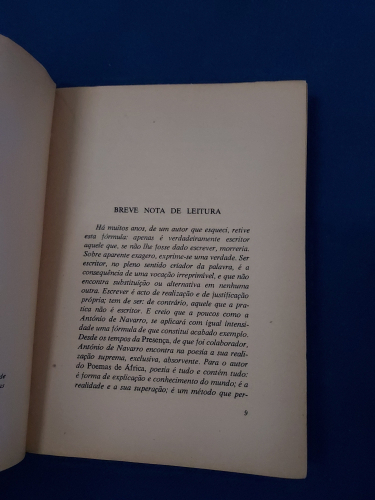 BREVE NOTA DE LEITURA
Há muitos anos, de um autor que esqueci, retive
esta fórmula: apenas é verdadeiramente escritor
aquele que, se não lhe fosse dado escrever, morreria.
Sobre aparente exagero, exprime-se uma verdade. Ser
escritor, no pleno sentido criador da palavra, é a
consequência de uma vocação irreprimível, que não
encontra substituição ou alternativa em nenhuma
outra. Escrever é acto de realização e de justificação
própria; tem de ser: de contrário, aquele que a pra-
tica não é escritor. E creio que a poucos como a
António de Navarro, se aplicará com igual intensi-
dade uma fórmula de que constitui acabado exemplo.
Desde os tempos da Presença, de que foi colaborador,
António de Navarro encontra na poesia a sua reali-
zação suprema, exclusiva, absorvente. Para o autor
do Poemas de África, poesia é tudo e contém tudo:
é forma de explicação e conhecimento do mundo; é a
realidade e a sua superação; é um método que per-
9
de